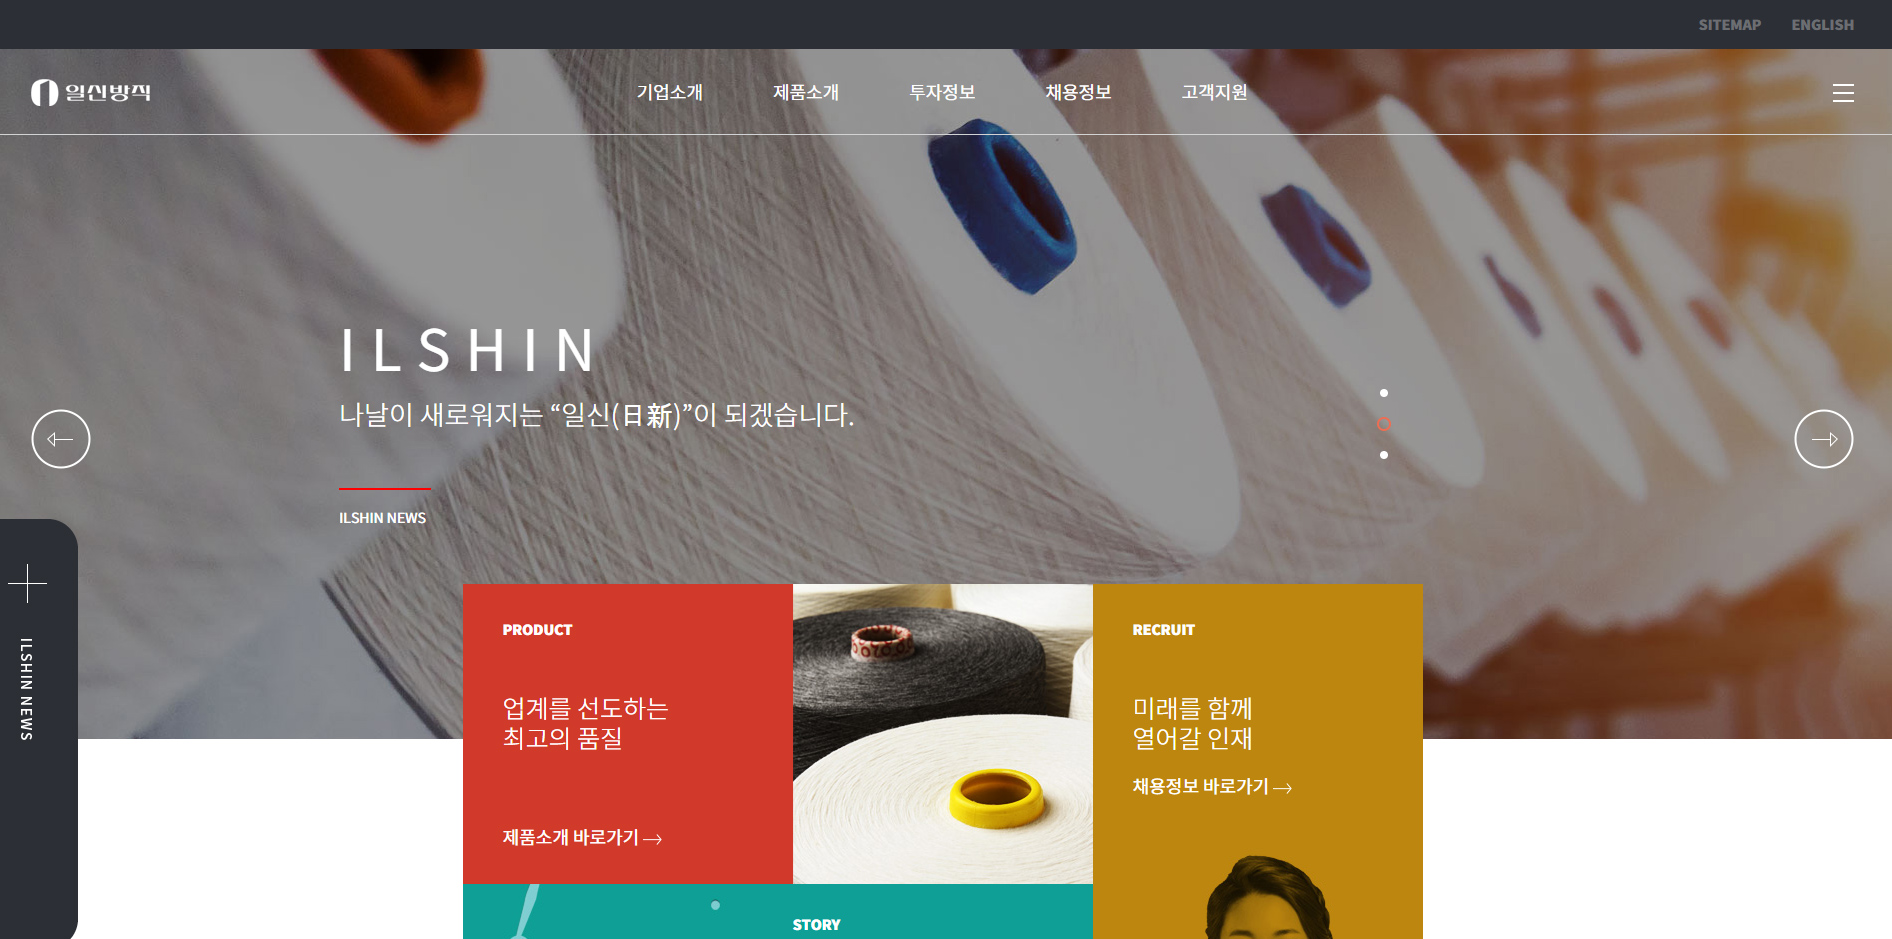 SITEMAP ENGLISH
일신방직 기업소개 제품소개 투자정보 채용정보 고객지원
ILSHIN
나날이 새로워지는 “일신(日新)”이 되겠습니다.
ILSHIN NEWS
ILSHIN NEWS
PRODUCT
업계를 선도하는
최고의 품질
제품소개 바로가기
RECRUIT
미래를 함께
열어갈 인재
채용정보 바로가기
STORY